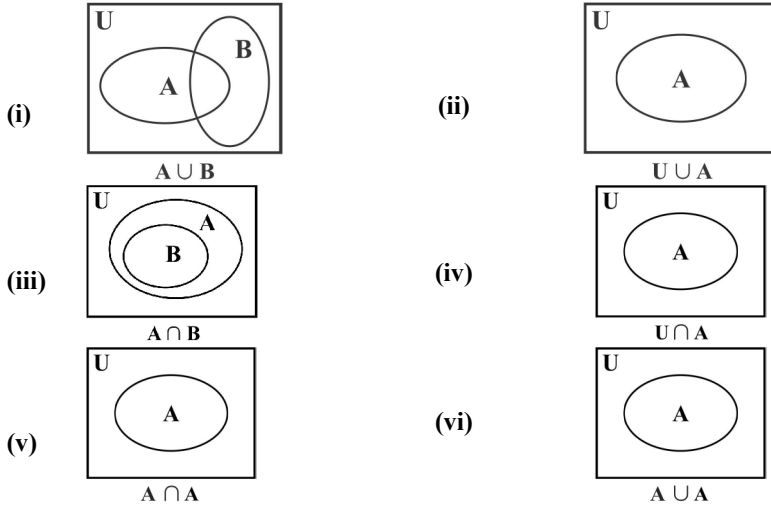 U
B
A
(i)
A ∪ B
U
A
(ii)
U ∪ A
U
A
B
(iii)
A ∩ B
U
A
(iv)
U ∩ A
U
A
(v)
A ∩ A
U
A
(vi)
A ∪ A